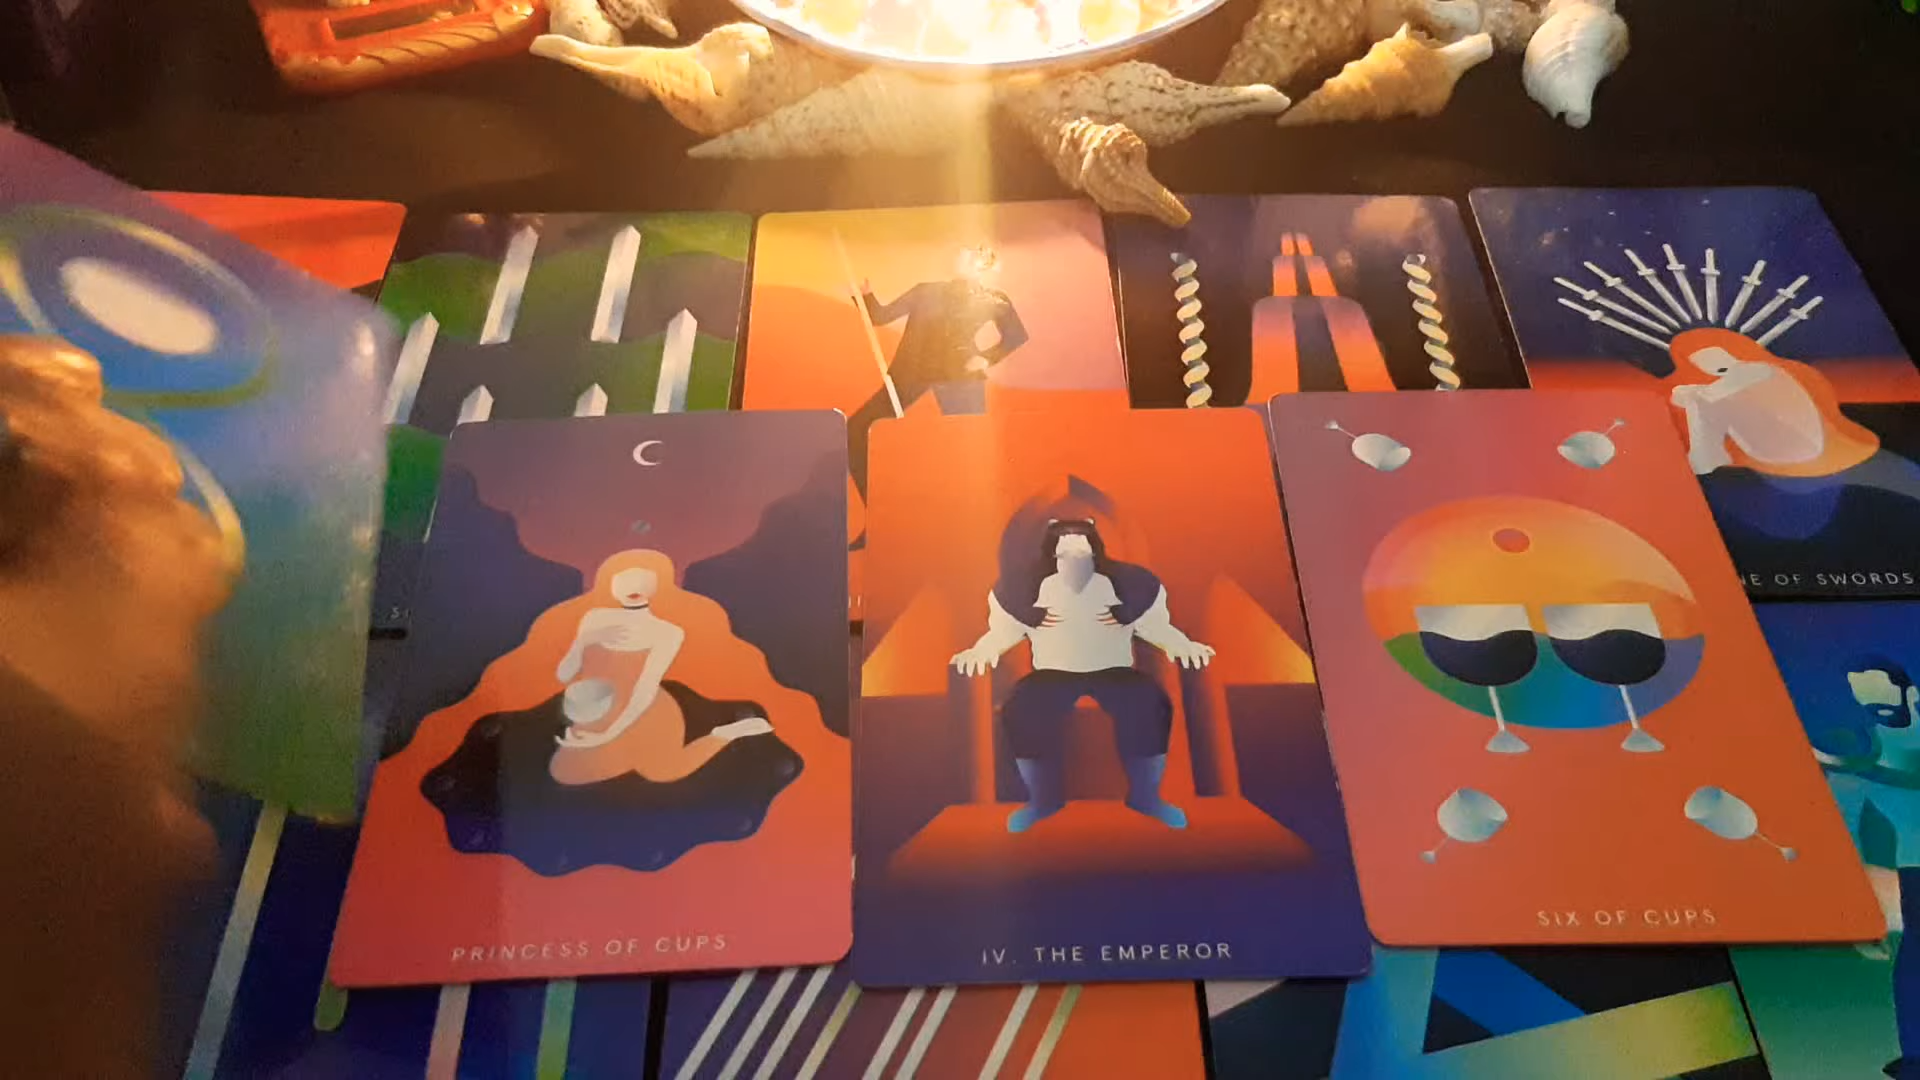 NE OF SWORDS
PRINCESS OF CUPS
IV. THE EMPEROR
SIX OF CUPS